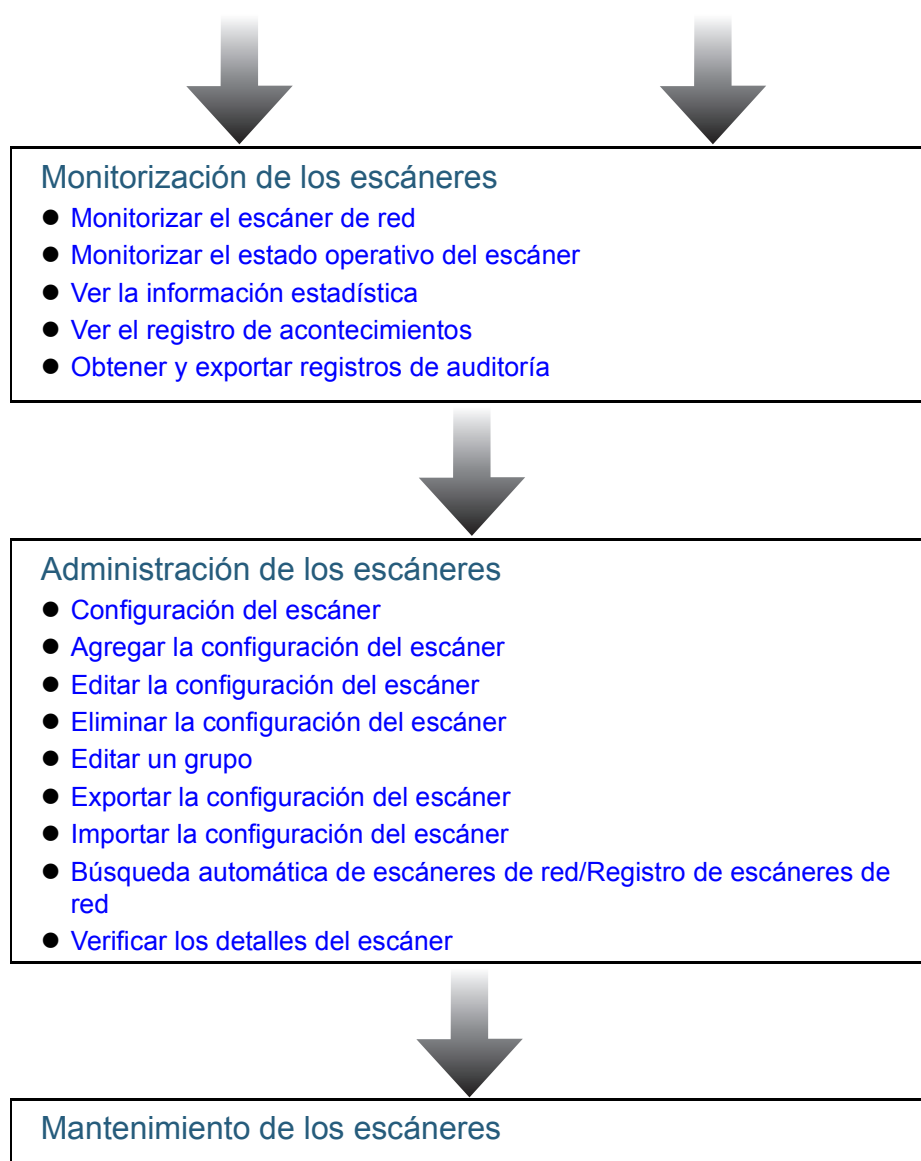 Monitorización de los escáneres
● Monitorizar el escáner de red
● Monitorizar el estado operativo del escáner
● Ver la información estadística
● Ver el registro de acontecimientos
● Obtener y exportar registros de auditoría
Administración de los escáneres
● Configuración del escáner
● Agregar la configuración del escáner
● Editar la configuración del escáner
● Eliminar la configuración del escáner
● Editar un grupo
● Exportar la configuración del escáner
● Importar la configuración del escáner
● Búsqueda automática de escáneres de red/Registro de escáneres de
red
● Verificar los detalles del escáner
Mantenimiento de los escáneres